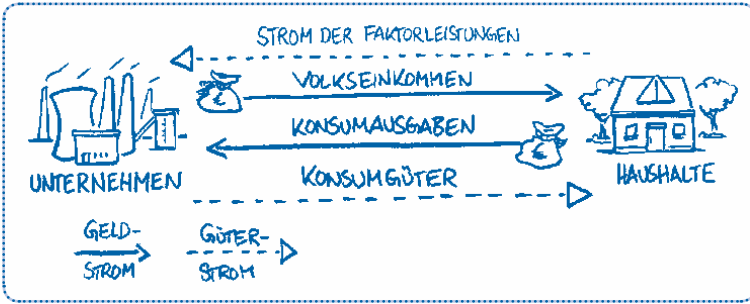 STROM DER FAKTORLEISTUNGEN
VOLKSEINKOMMEN
KONSUMAUSGABEN
UNTERNEHMEN
KONSUMGÜTER
HAUSHALTE
GELD-
STROM
GÜTER-
STROM